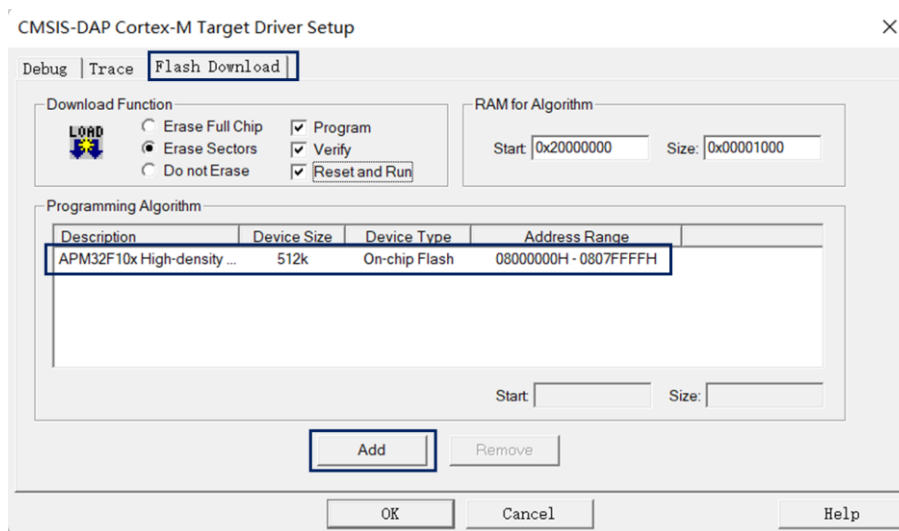 CMSIS-DAP Cortex-M Target Driver Setup
Debug Trace Flash Download
Download Function
LOAD
Erase Full Chip
Erase Sectors
Do not Erase
Program
Verify
Reset and Run
RAM for Algorithm
Start: 0x20000000 Size: 0x00001000
Programming Algorithm
Description Device Size Device Type Address Range
APM32F10x High-density ... 512k On-chip Flash 08000000H - 0807FFFFH
Start: Size:
Add Remove
OK Cancel Help